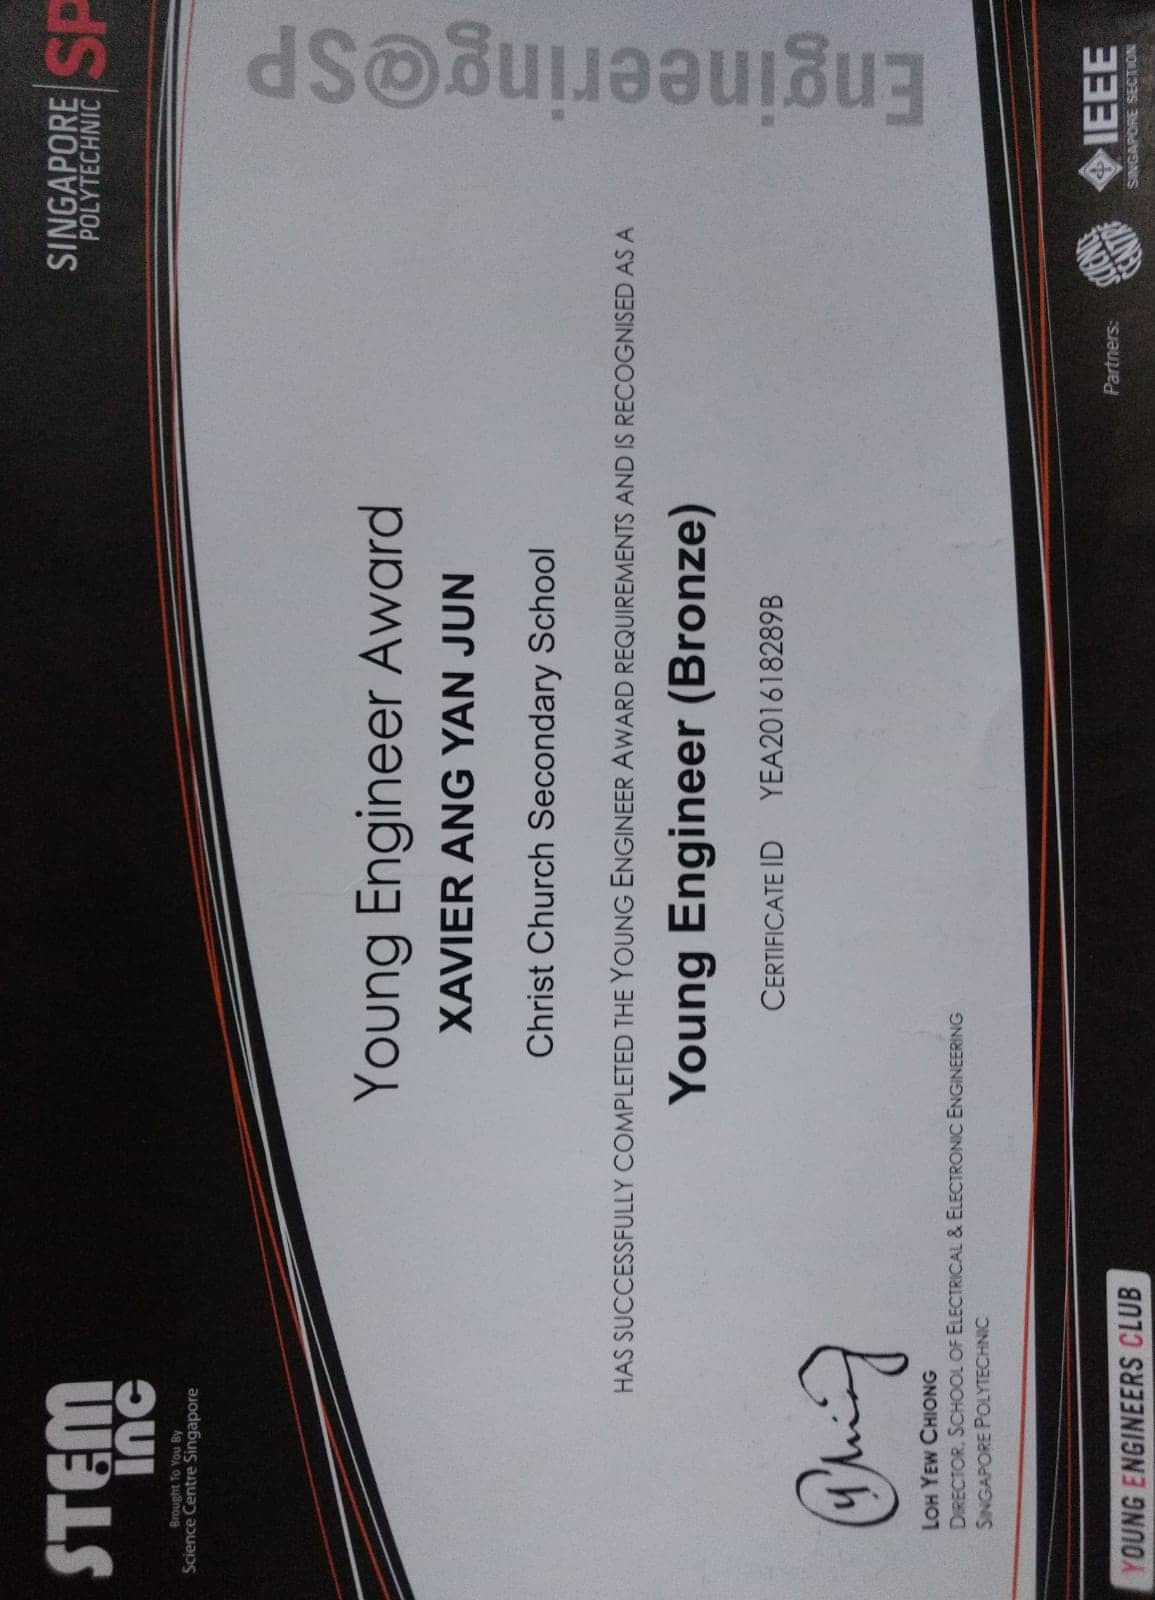 STEM
inc
Brought To You By
Science Centre Singapore
SINGAPORE
POLYTECHNIC
SP
Young Engineer Award
XAVIER ANG YAN JUN
Christ Church Secondary School
HAS SUCCESSFULLY COMPLETED THE YOUNG ENGINEER AWARD REQUIREMENTS AND IS RECOGNISED AS A
Young Engineer (Bronze)
CERTIFICATE ID YEA201618289B
Engineering@SP
LOH YEW CHIONG
DIRECTOR, SCHOOL OF ELECTRICAL & ELECTRONIC ENGINEERING
SINGAPORE POLYTECHNIC
YOUNG ENGINEERS CLUB
Partners:
SCIENCE
CENTRE
IEEE
SINGAPORE SECTION